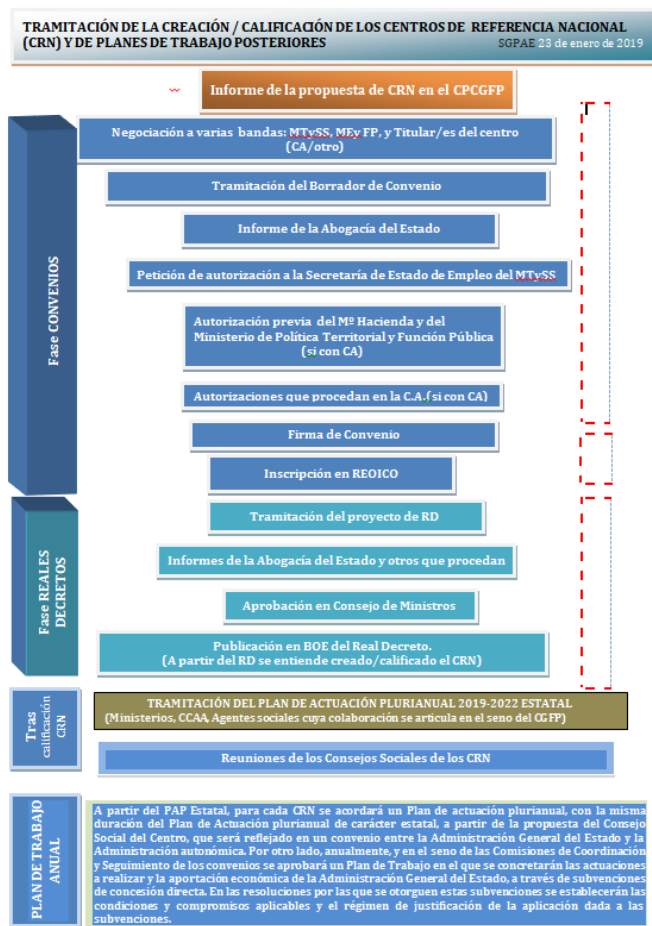 TRAMITACIÓN DE LA CREACIÓN / CALIFICACIÓN DE LOS CENTROS DE REFERENCIA NACIONAL
(CRN) Y DE PLANES DE TRABAJO POSTERIORES
SGPAE 23 de enero de 2019
Informe de la propuesta de CRN en el CPCGFP
Fase CONVENIOS
Negociación a varias bandas: MTySS, MEy FP, y Titular/es del centro
(CA/otro)
Tramitación del Borrador de Convenio
Informe de la Abogacía del Estado
Petición de autorización a la Secretaría de Estado de Empleo del MTySS
Autorización previa del Mº Hacienda y del
Ministerio de Política Territorial y Función Pública
(si con CA)
Autorizaciones que procedan en la C.A.(si con CA)
Firma de Convenio
Inscripción en REOICO
Fase REALES
DECRETOS
Tramitación del proyecto de RD
Informes de la Abogacía del Estado y otros que procedan
Aprobación en Consejo de Ministros
Publicación en BOE del Real Decreto.
(A partir del RD se entiende creado/calificado el CRN)
Tras
calificación
CRN
TRAMITACIÓN DEL PLAN DE ACTUACIÓN PLURIANUAL 2019-2022 ESTATAL
(Ministerios, CCAA, Agentes sociales cuya colaboración se articula en el seno del CGFP)
Reuniones de los Consejos Sociales de los CRN
PLAN DE TRABAJO
ANUAL
A partir del PAP Estatal, para cada CRN se acordará un Plan de actuación plurianual, con la misma
duración del Plan de Actuación plurianual de carácter estatal, a partir de la propuesta del Consejo
Social del Centro, que será reflejado en un convenio entre la Administración General del Estado y la
Administración autonómica. Por otro lado, anualmente, y en el seno de las Comisiones de Coordinación
y Seguimiento de los convenios se aprobará un Plan de Trabajo en el que se concretarán las actuaciones
a realizar y la aportación económica de la Administración General del Estado, a través de subvenciones
de concesión directa. En las resoluciones por las que se otorguen estas subvenciones se establecerán las
condiciones y compromisos aplicables y el régimen de justificación de la aplicación dada a las
subvenciones.